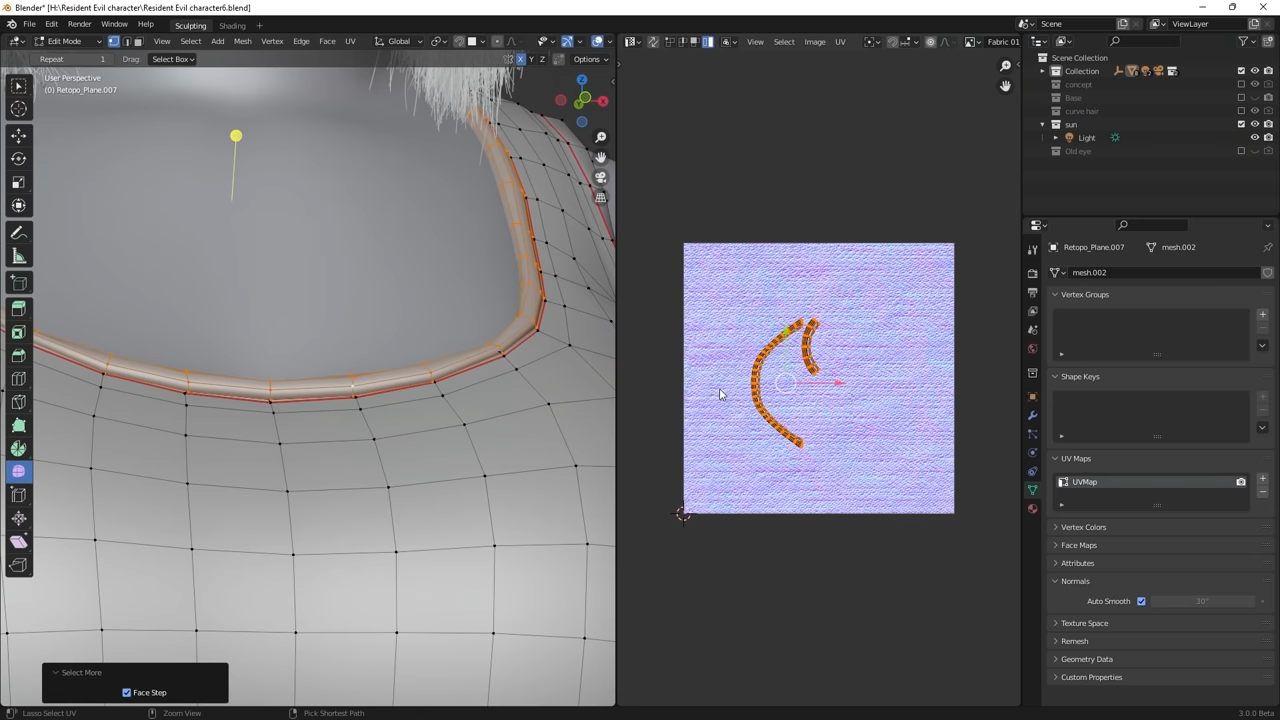 Blender* [H:\Resident Evil character\Resident Evil character6.blend]
File Edit Render Window Help Sculpting Shading + Scene ViewLayer
Edit Mode View Select Add Mesh Vertex Edge Face UV Global View Select Image UV Fabric 01
Repeat 1 Drag: Select Box X Y Z Options
User Perspective
(0) Retopo_Plane.007
Scene Collection
Collection
concept
Base
curve hair
sun
Light
Old eye
Retopo_Plane.007 mesh.002
mesh.002
Vertex Groups
Shape Keys
UV Maps
UVMap
Vertex Colors
Face Maps
Attributes
Normals
Auto Smooth 30°
Texture Space
Remesh
Geometry Data
Custom Properties
Select More
Face Step
Lasso Select UV Zoom View Pick Shortest Path 3.0.0 Beta